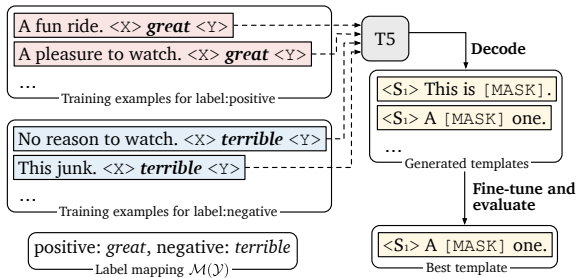 A fun ride. <X> great <Y>
A pleasure to watch. <X> great <Y>
...
Training examples for label:positive
No reason to watch. <X> terrible <Y>
This junk. <X> terrible <Y>
...
Training examples for label:negative
positive: great, negative: terrible
Label mapping M(Y)
T5
Decode
<S₁> This is [MASK].
<S₁> A [MASK] one.
...
Generated templates
Fine-tune and
evaluate
<S₁> A [MASK] one.
Best template